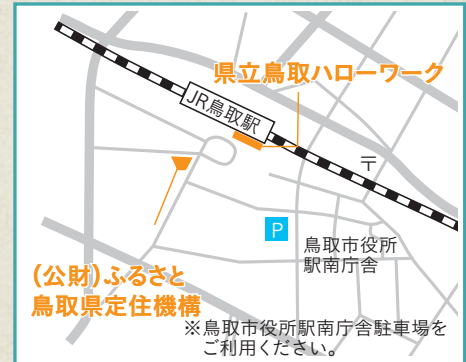 県立鳥取ハローワーク
JR鳥取駅
〒
P
鳥取市役所
駅南庁舎
(公財)ふるさと
鳥取県定住機構
※鳥取市役所駅南庁舎駐車場を
ご利用ください。